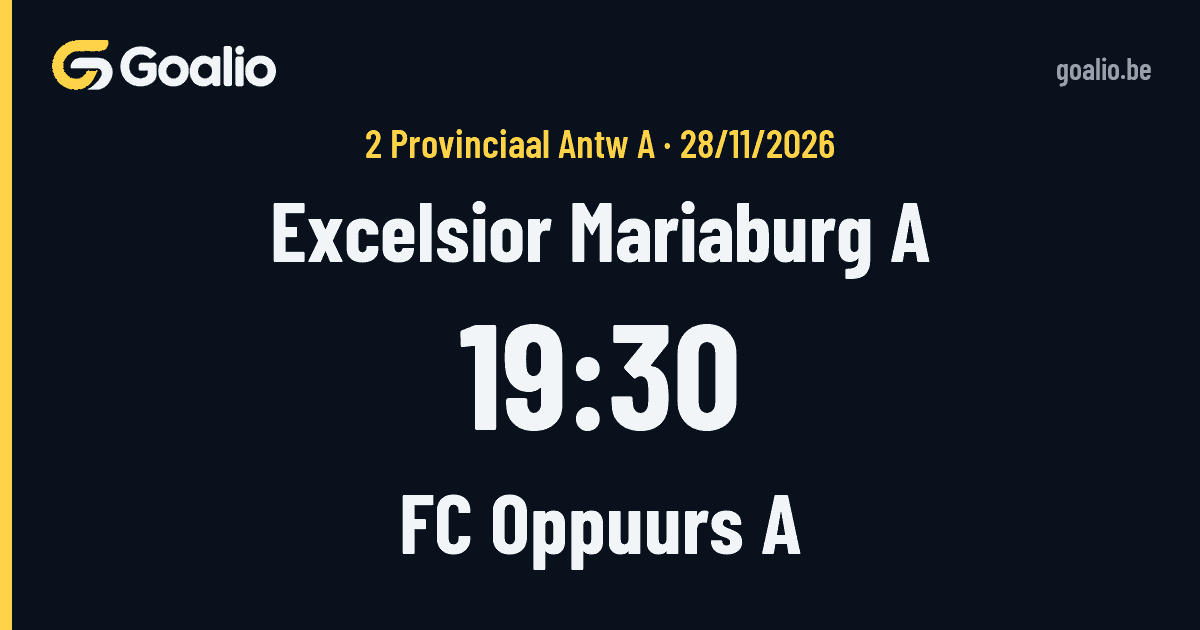 Goalio
goalio.be
2 Provinciaal Antw A · 28/11/2026
Excelsior Mariaburg A
19:30
FC Oppuurs A